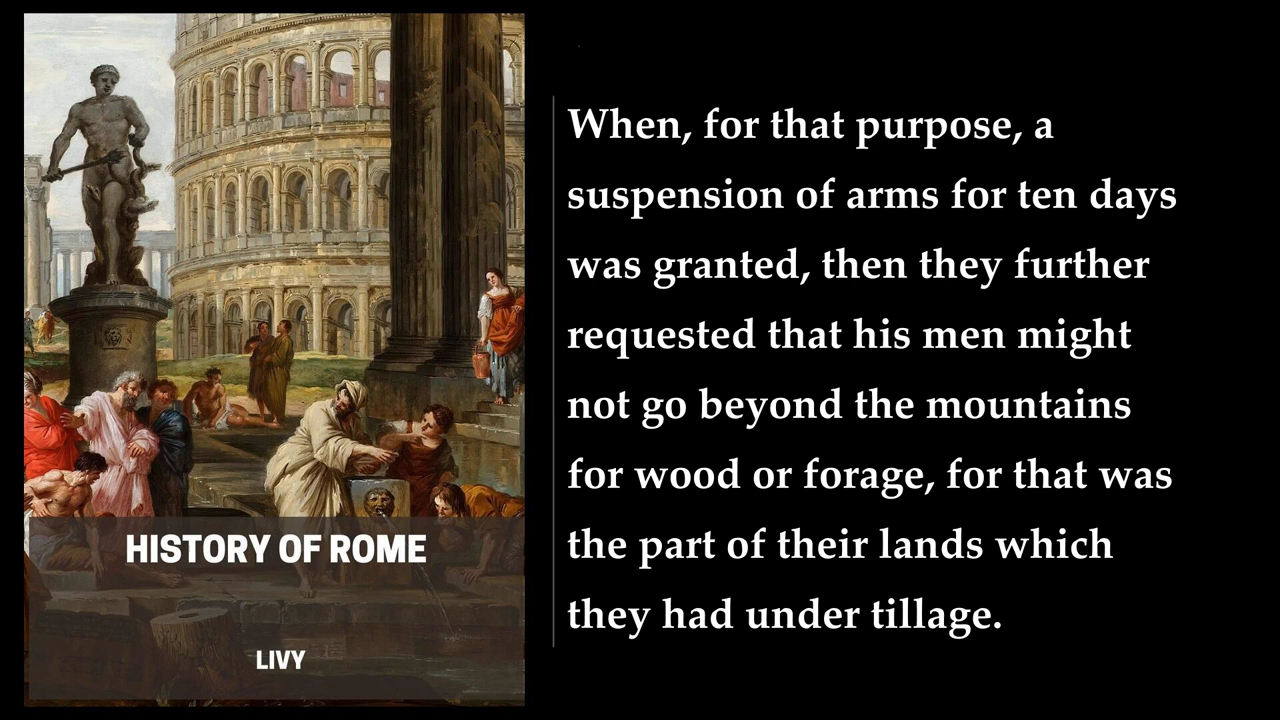 HISTORY OF ROME
LIVY
When, for that purpose, a
suspension of arms for ten days
was granted, then they further
requested that his men might
not go beyond the mountains
for wood or forage, for that was
the part of their lands which
they had under tillage.